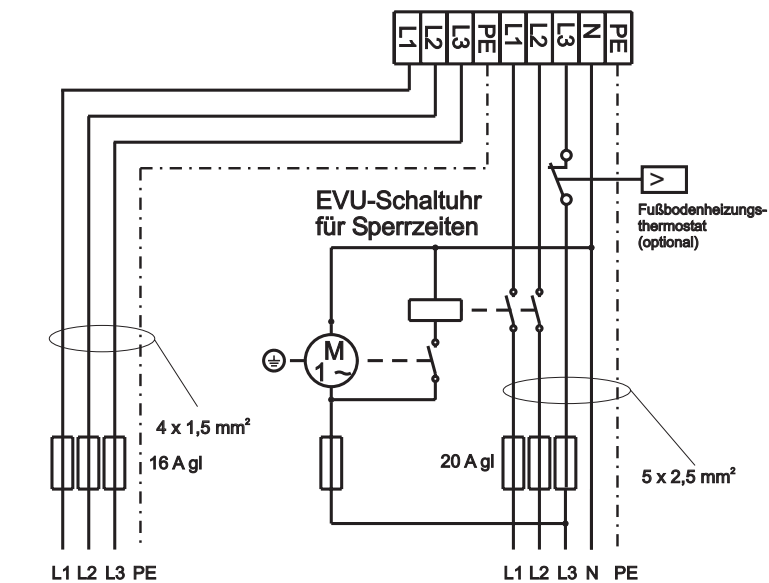 L1 L2 L3 PE L1 L2 L3 N PE
EVU-Schaltuhr
für Sperrzeiten
>
Fußbodenheizungs-
thermostat
(optional)
M
1 ~
4 x 1,5 mm²
16 A gl
20 A gl
5 x 2,5 mm²
L1 L2 L3 PE
L1 L2 L3 N PE